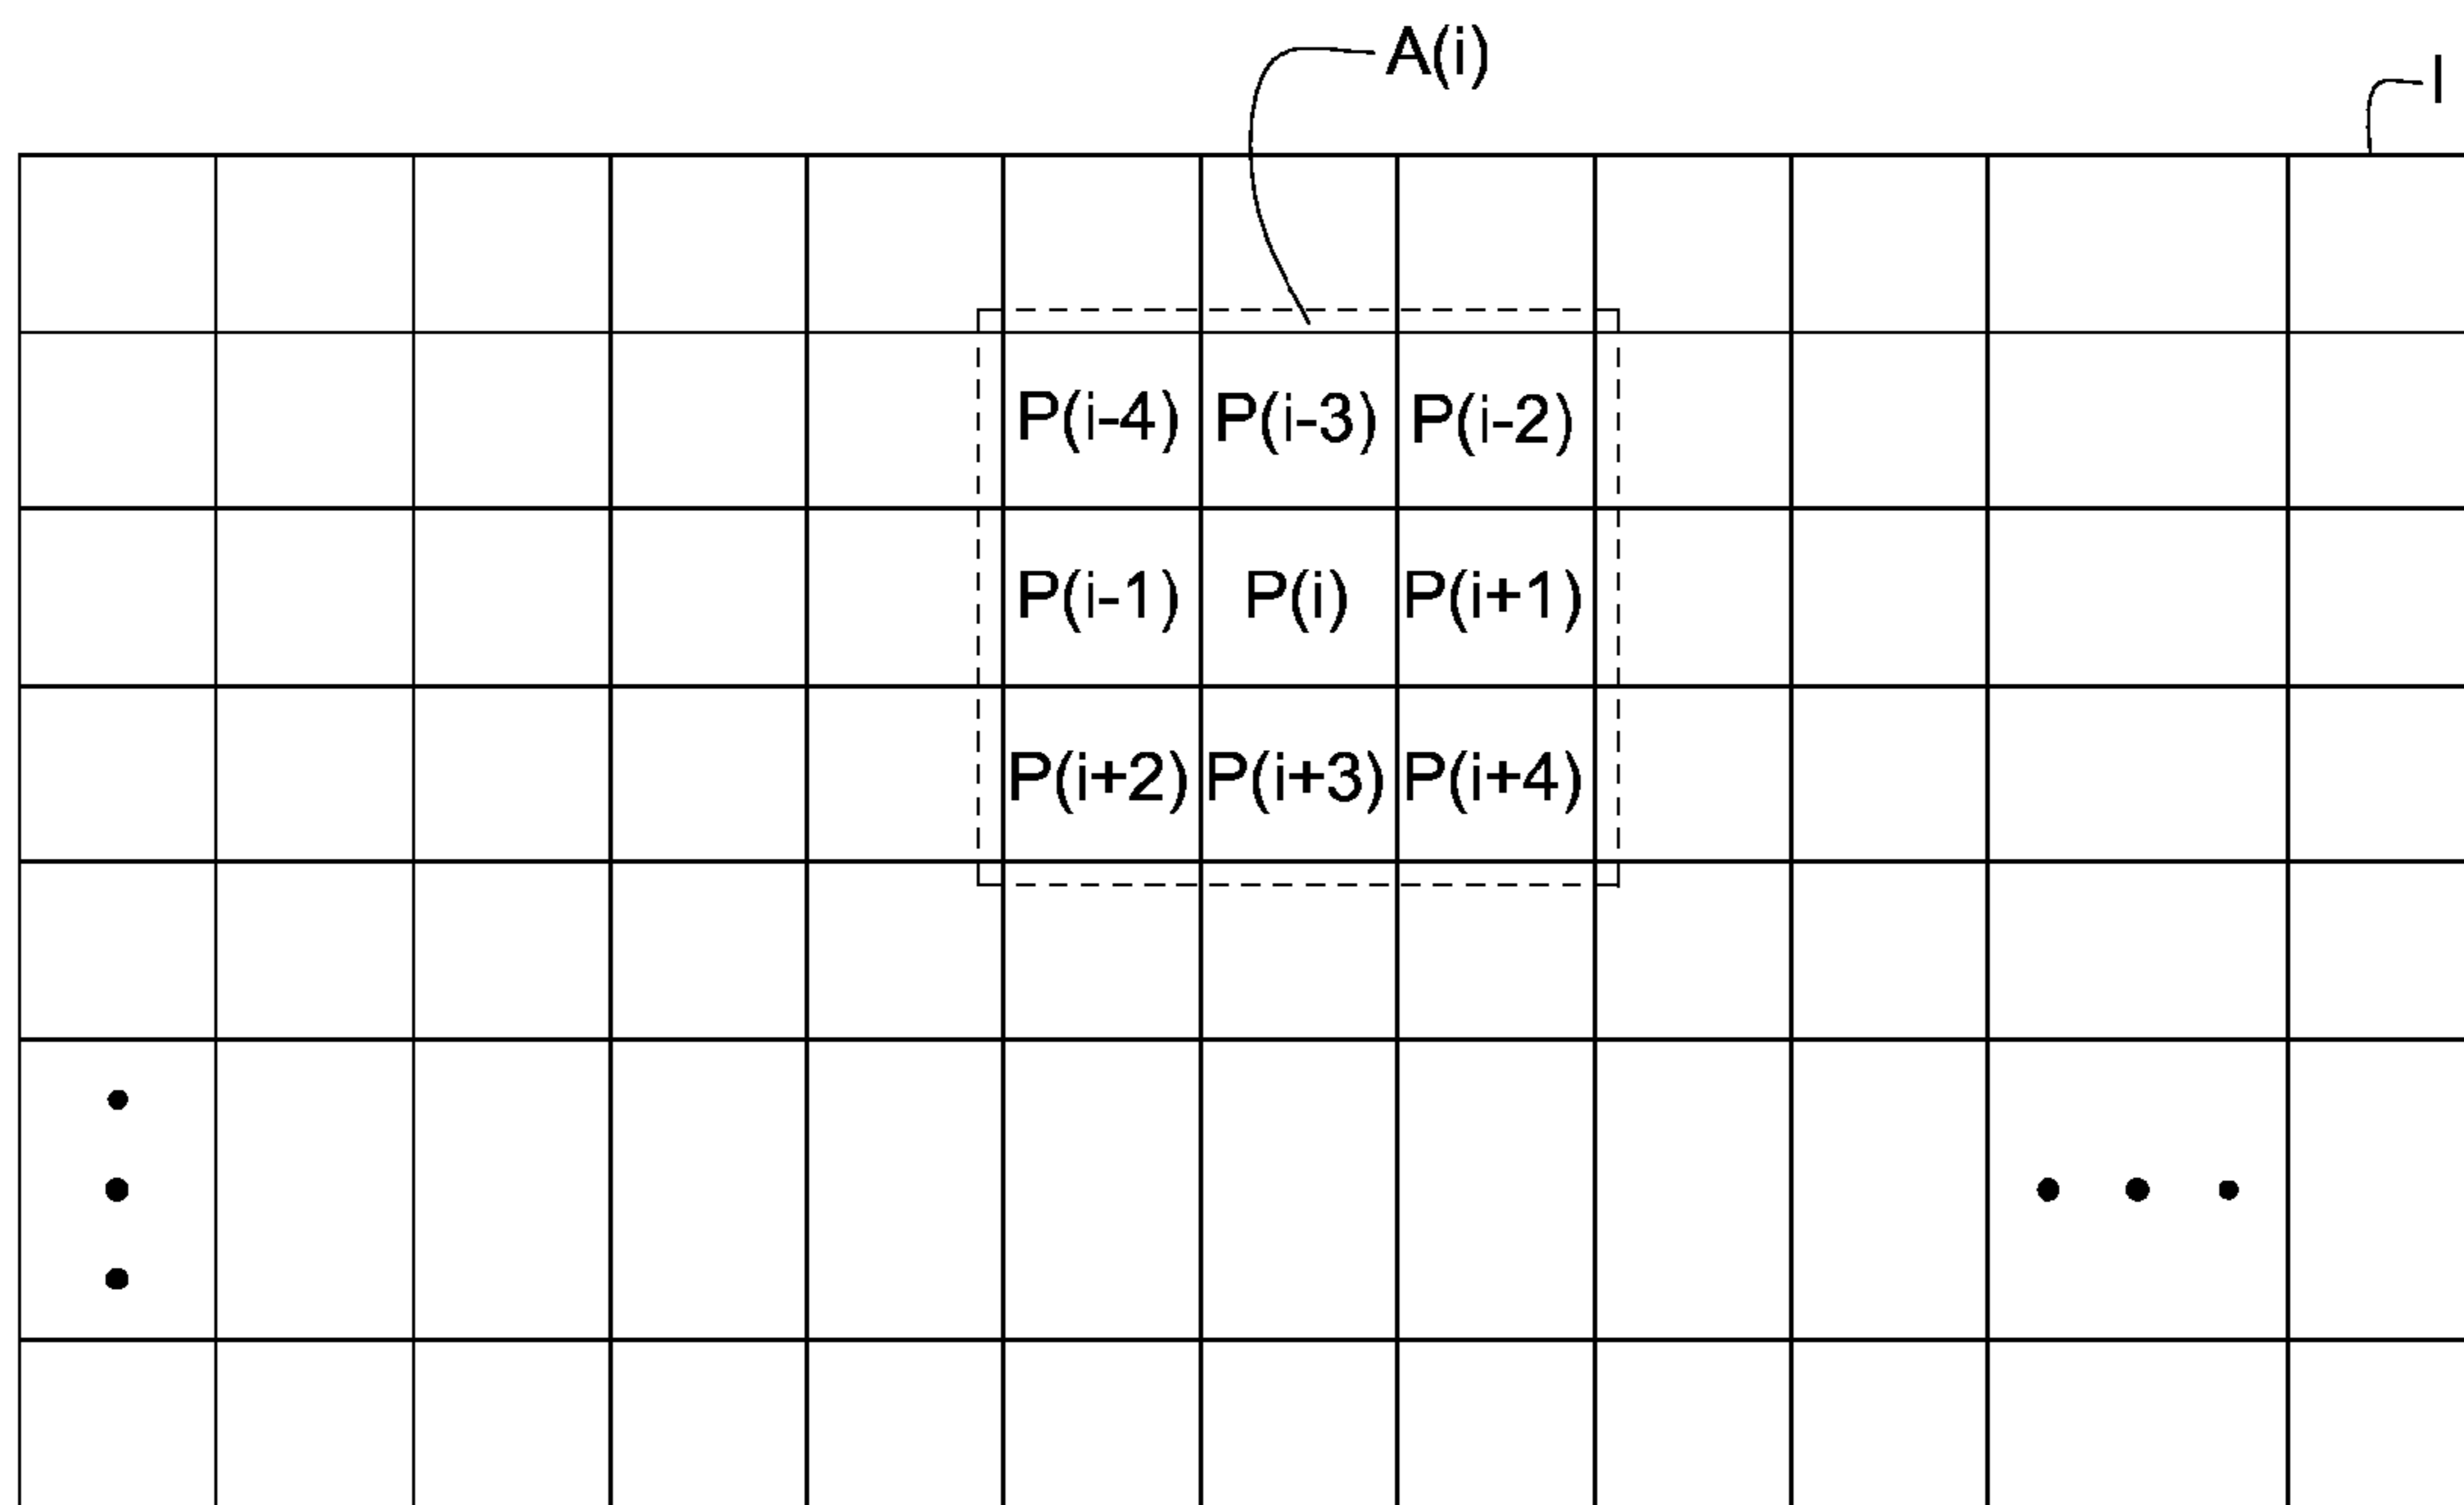 A(i)
I
P(i-4) P(i-3) P(i-2)
P(i-1) P(i) P(i+1)
P(i+2) P(i+3) P(i+4)